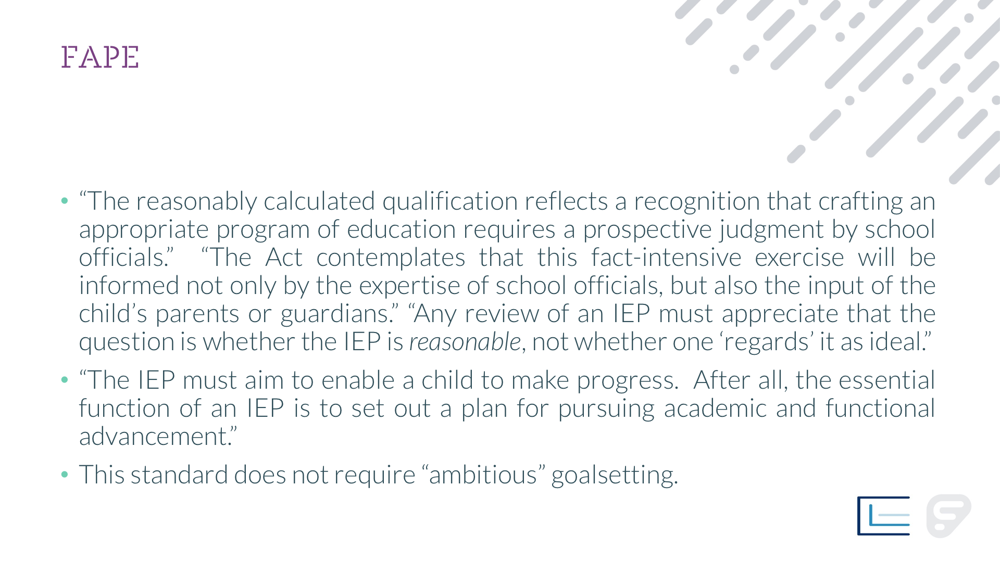 FAPE
• “The reasonably calculated qualification reflects a recognition that crafting an
appropriate program of education requires a prospective judgment by school
officials.”  “The Act contemplates that this fact-intensive exercise will be
informed not only by the expertise of school officials, but also the input of the
child’s parents or guardians.” “Any review of an IEP must appreciate that the
question is whether the IEP is reasonable, not whether one ‘regards’ it as ideal.”
• “The IEP must aim to enable a child to make progress.  After all, the essential
function of an IEP is to set out a plan for pursuing academic and functional
advancement.”
• This standard does not require “ambitious” goalsetting.